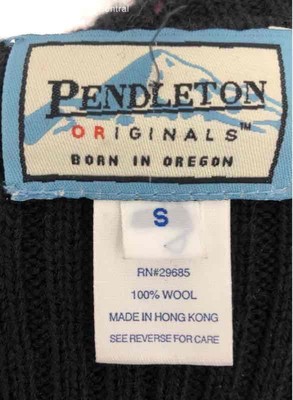 PENDLETON
ORIGINALS™
BORN IN OREGON
S
RN#29685
100% WOOL
MADE IN HONG KONG
SEE REVERSE FOR CARE